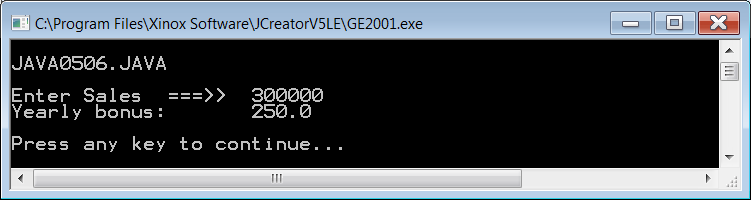 C:\Program Files\Xinox Software\JCreatorV5LE\GE2001.exe
JAVA0506.JAVA
Enter Sales  ===>>  300000
Yearly bonus:       250.0
Press any key to continue...